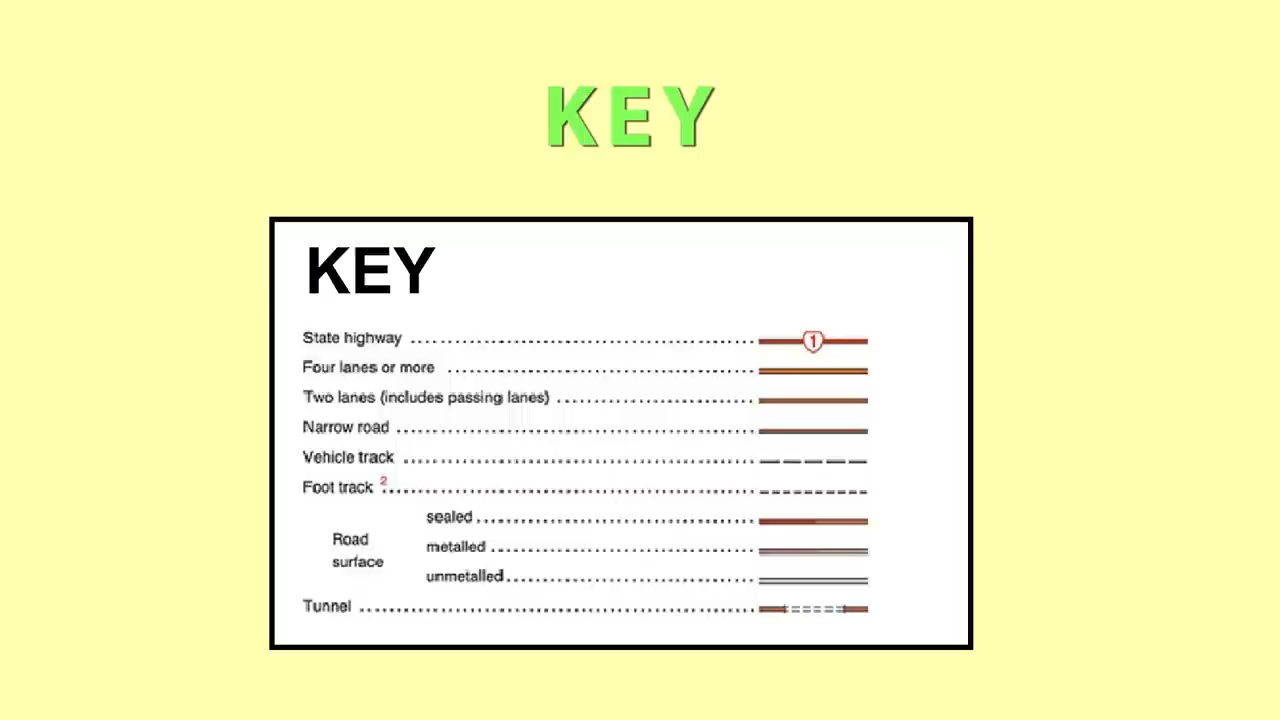 KEY
KEY
State highway ........................................................ 1
Four lanes or more ..................................................
Two lanes (includes passing lanes) ................................
Narrow road ..........................................................
Vehicle track .........................................................
Foot track 2 ...........................................................
Road surface
sealed ..............................................
metalled ............................................
unmetalled .........................................
Tunnel ................................................................